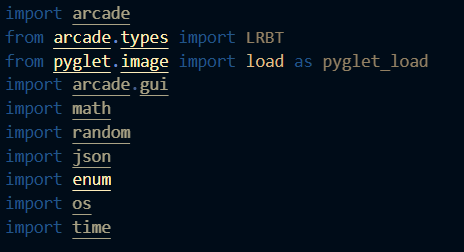 import arcade
from arcade.types import LRBT
from pyglet.image import load as pyglet_load
import arcade.gui
import math
import random
import json
import enum
import os
import time